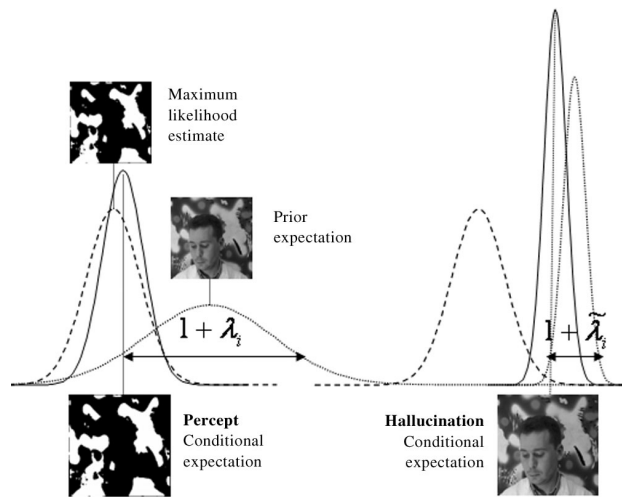 Maximum
likelihood
estimate
Prior
expectation
1 + λᵢ
1 + λ̃ᵢ
Percept
Conditional
expectation
Hallucination
Conditional
expectation